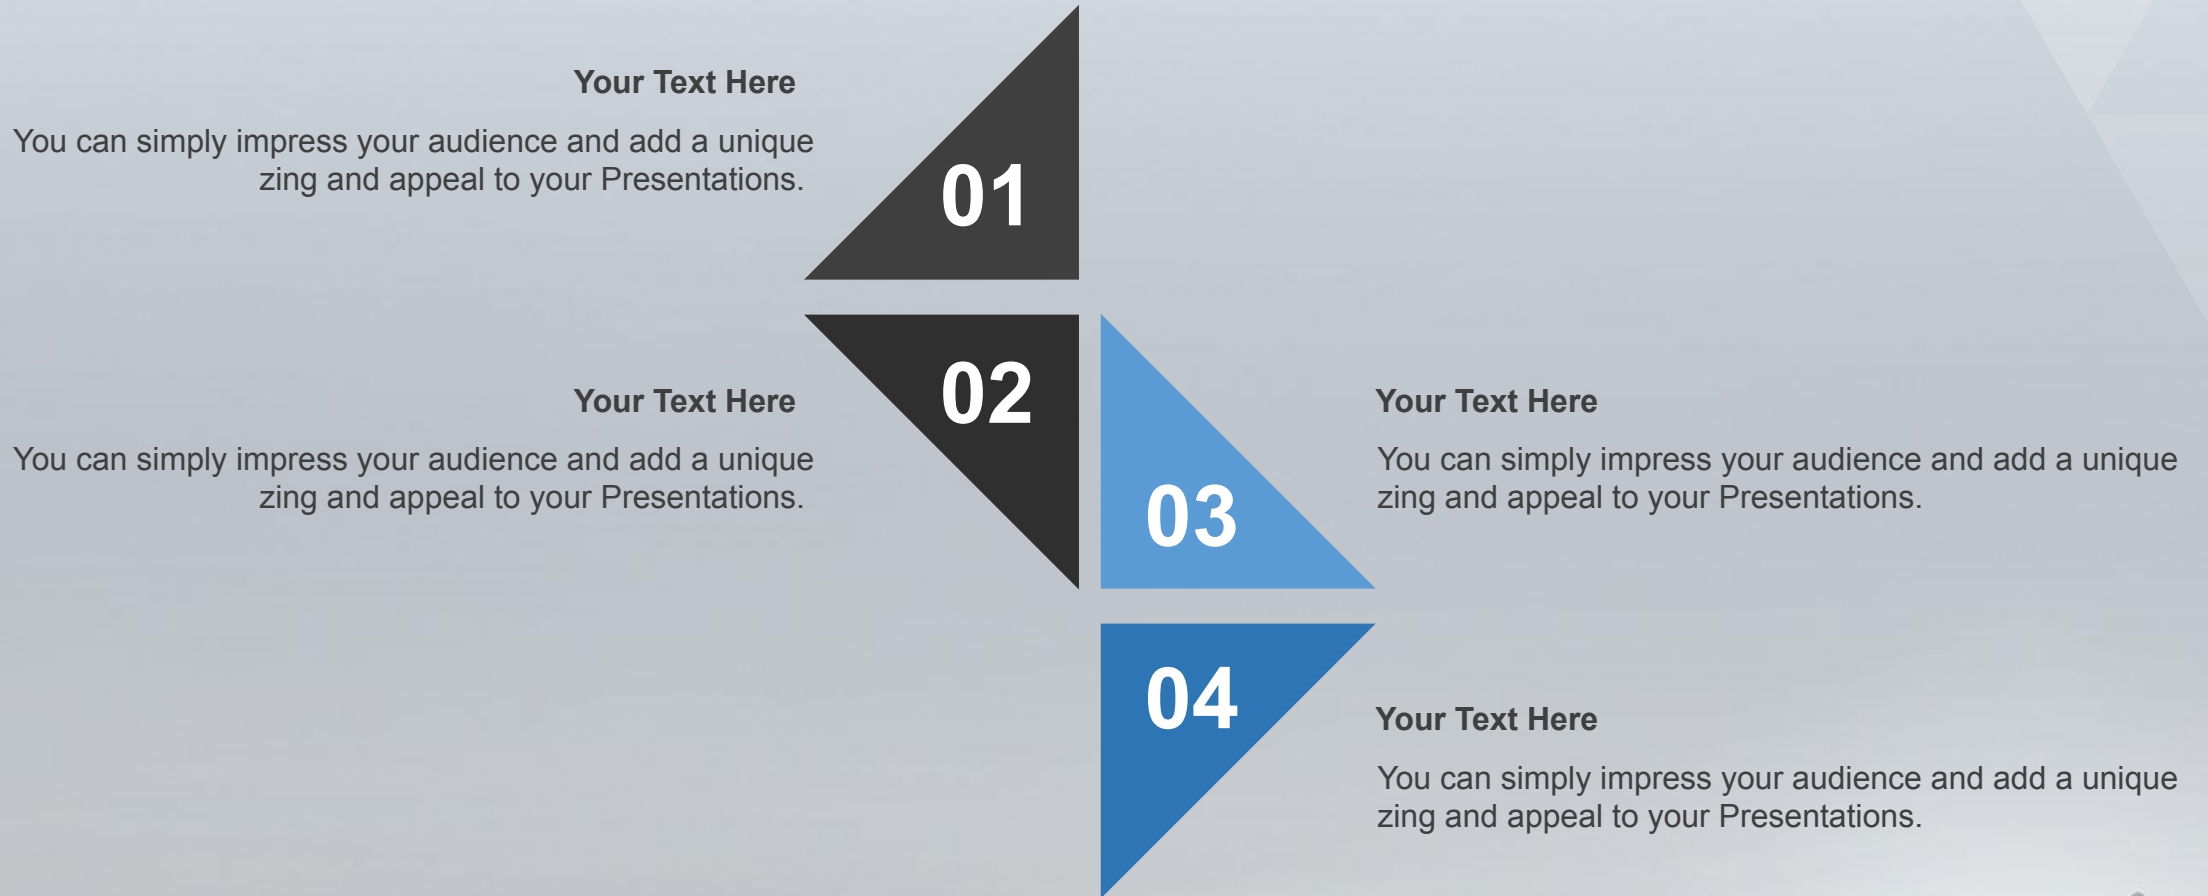 Your Text Here
You can simply impress your audience and add a unique
zing and appeal to your Presentations.
01
02
Your Text Here
You can simply impress your audience and add a unique
zing and appeal to your Presentations.
03
Your Text Here
You can simply impress your audience and add a unique
zing and appeal to your Presentations.
04
Your Text Here
You can simply impress your audience and add a unique
zing and appeal to your Presentations.